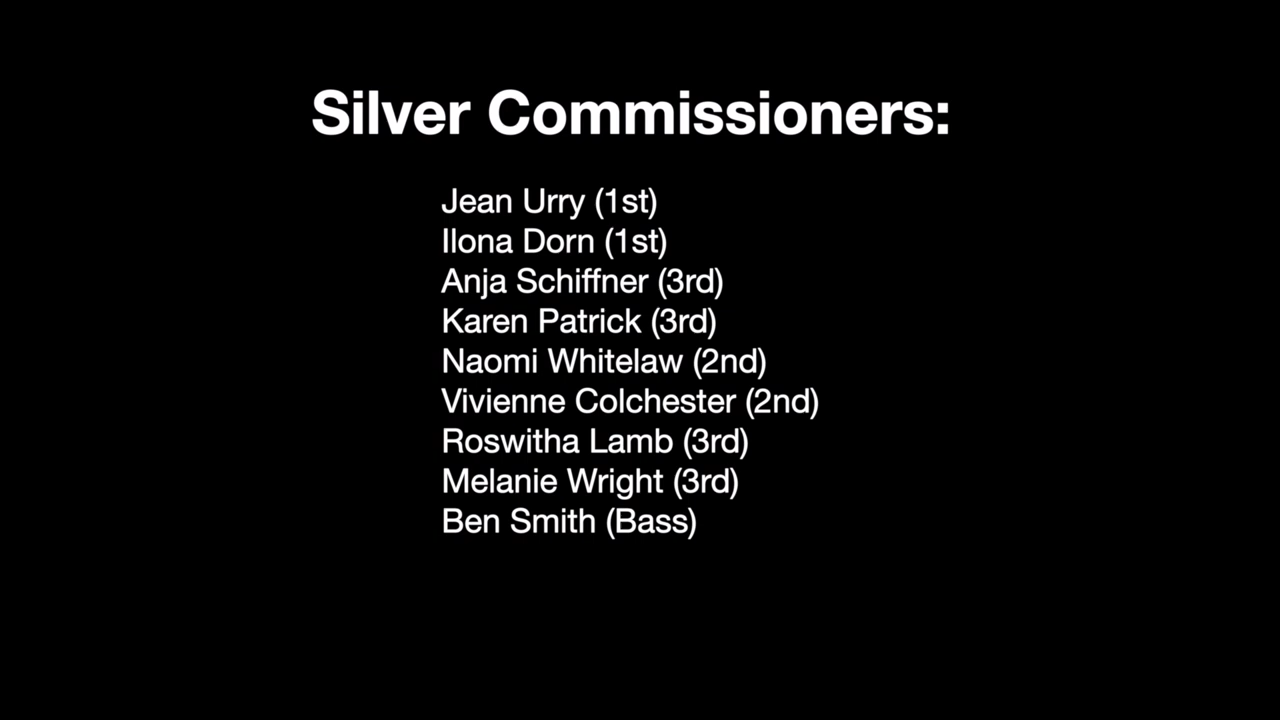 Silver Commissioners:
Jean Urry (1st)
Ilona Dorn (1st)
Anja Schiffner (3rd)
Karen Patrick (3rd)
Naomi Whitelaw (2nd)
Vivienne Colchester (2nd)
Roswitha Lamb (3rd)
Melanie Wright (3rd)
Ben Smith (Bass)